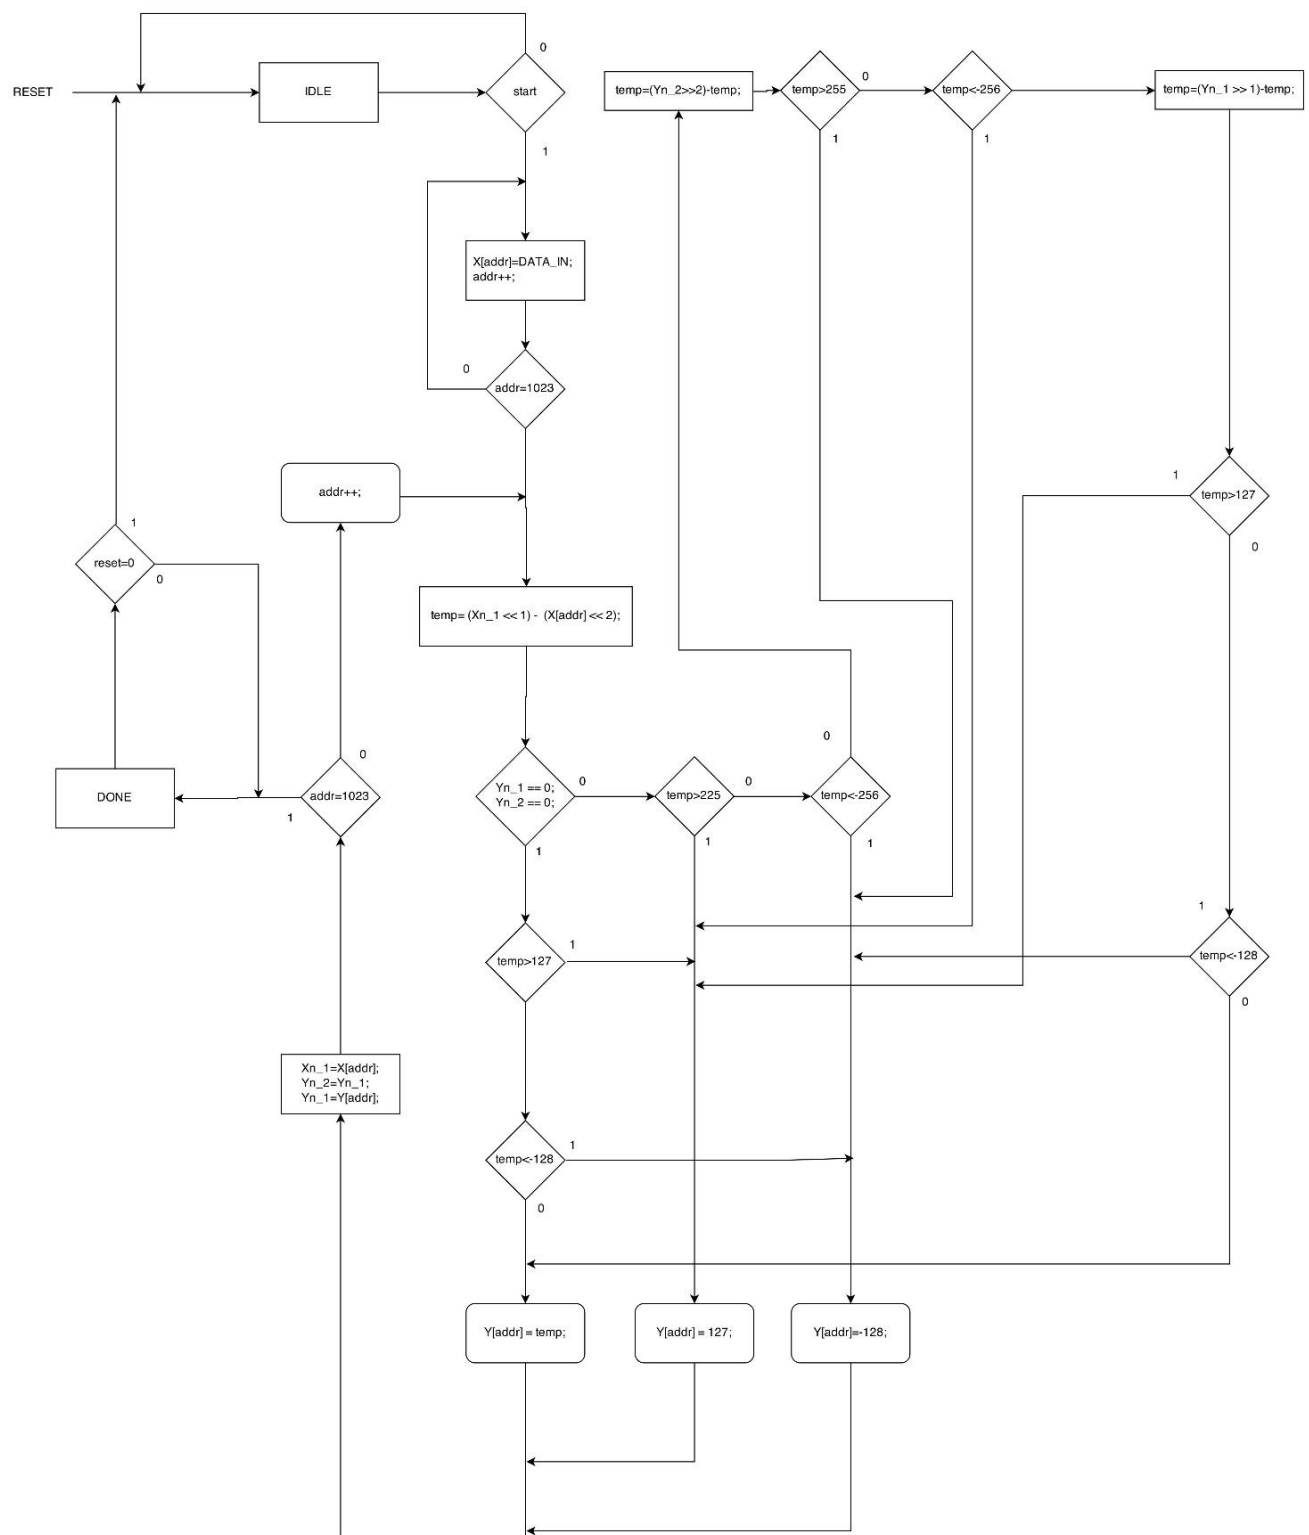 RESET
IDLE
start
0
1
X[addr]=DATA_IN;
addr++;
addr=1023
0
addr++;
temp= (Xn_1 << 1) - (X[addr] << 2);
Yn_1 == 0;
Yn_2 == 0;
0
1
temp>225
0
1
temp<-256
0
1
temp=(Yn_2>>2)-temp;
temp>255
0
1
temp<-256
1
temp=(Yn_1 >> 1)-temp;
temp>127
1
0
temp<-128
1
0
temp>127
1
temp<-128
1
0
Y[addr] = temp;
Y[addr] = 127;
Y[addr]=-128;
Xn_1=X[addr];
Yn_2=Yn_1;
Yn_1=Y[addr];
addr=1023
0
1
DONE
reset=0
1
0